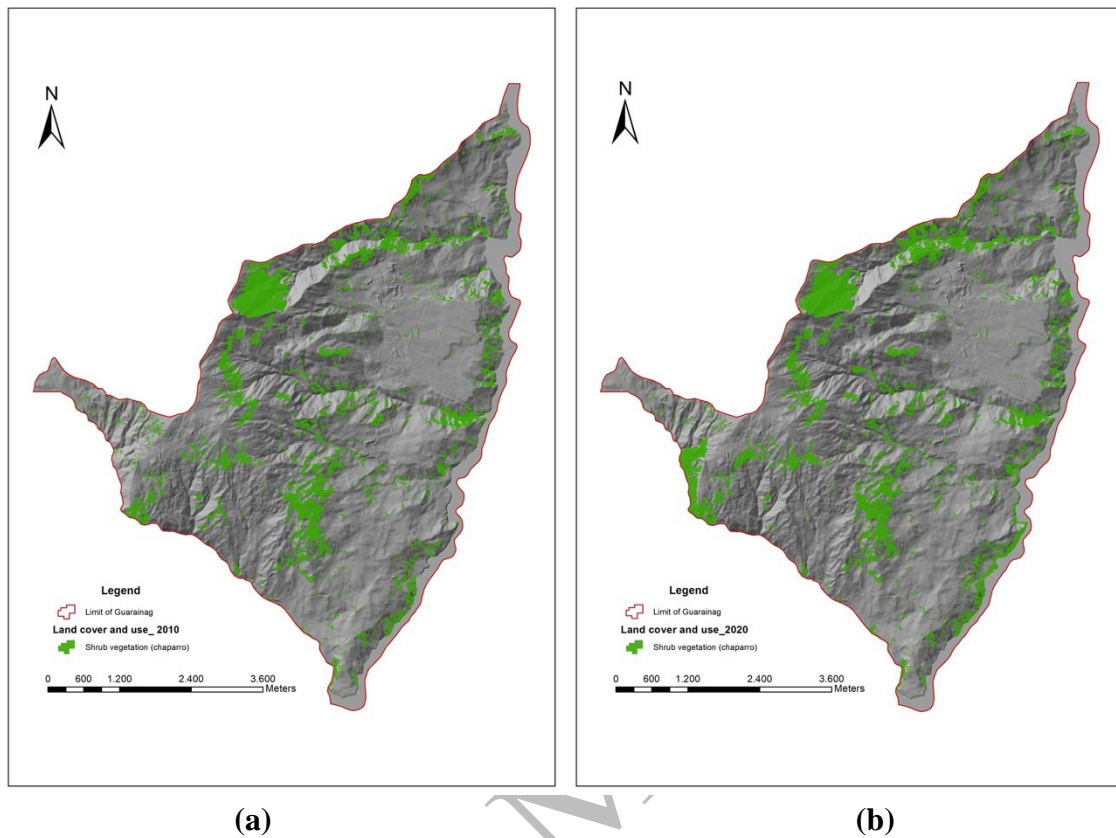 N
Legend
Limit of Guarainag
Land cover and use_ 2010
Shrub vegetation (chaparro)
0 600 1.200 2.400 3.600
Meters
N
Legend
Limit of Guarainag
Land cover and use_2020
Shrub vegetation (chaparro)
0 600 1.200 2.400 3.600
Meters
(a) (b)